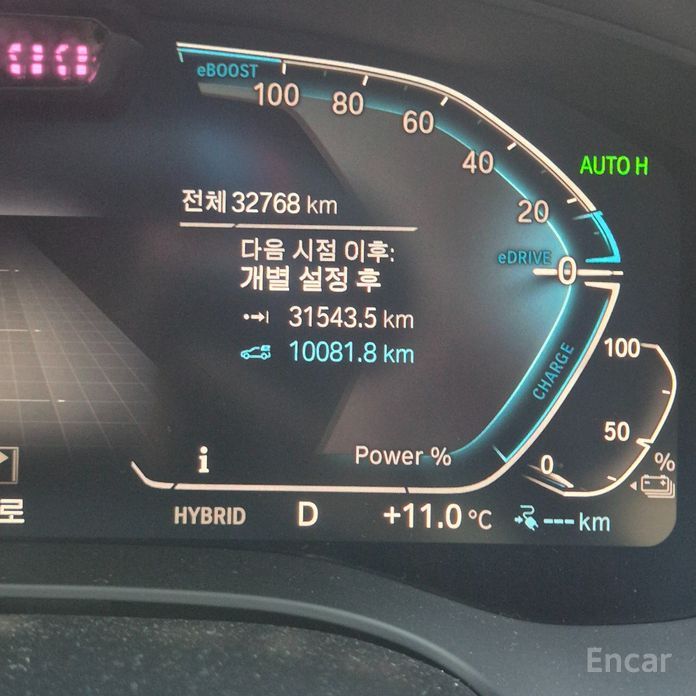 eBOOST
100
80
60
40
20
0
AUTO H
전체 32768 km
다음 시점 이후:
개별 설정 후
31543.5 km
10081.8 km
eDRIVE
CHARGE
100
50
0
%
Power %
i
로
HYBRID D +11.0 °C --- km
Encar